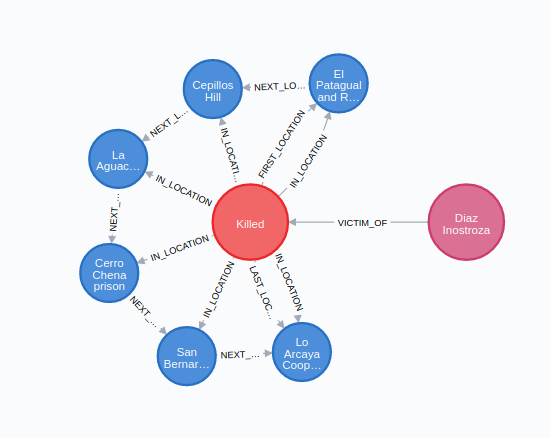 El
Patagual
and R…
NEXT_LO…
Cepillos
Hill
NEXT_L…
FIRST_LOCATION
IN_LOCATION
IN_LOCATI…
La
Aguac…
IN_LOCATION
NEXT_…
Killed
VICTIM_OF
Diaz
Inostroza
IN_LOCATION
Cerro
Chena
prison
IN_LOCATION
LAST_LOC…
IN_LOCATION
NEXT_…
San
Bernar…
NEXT_…
Lo
Arcaya
Coop…